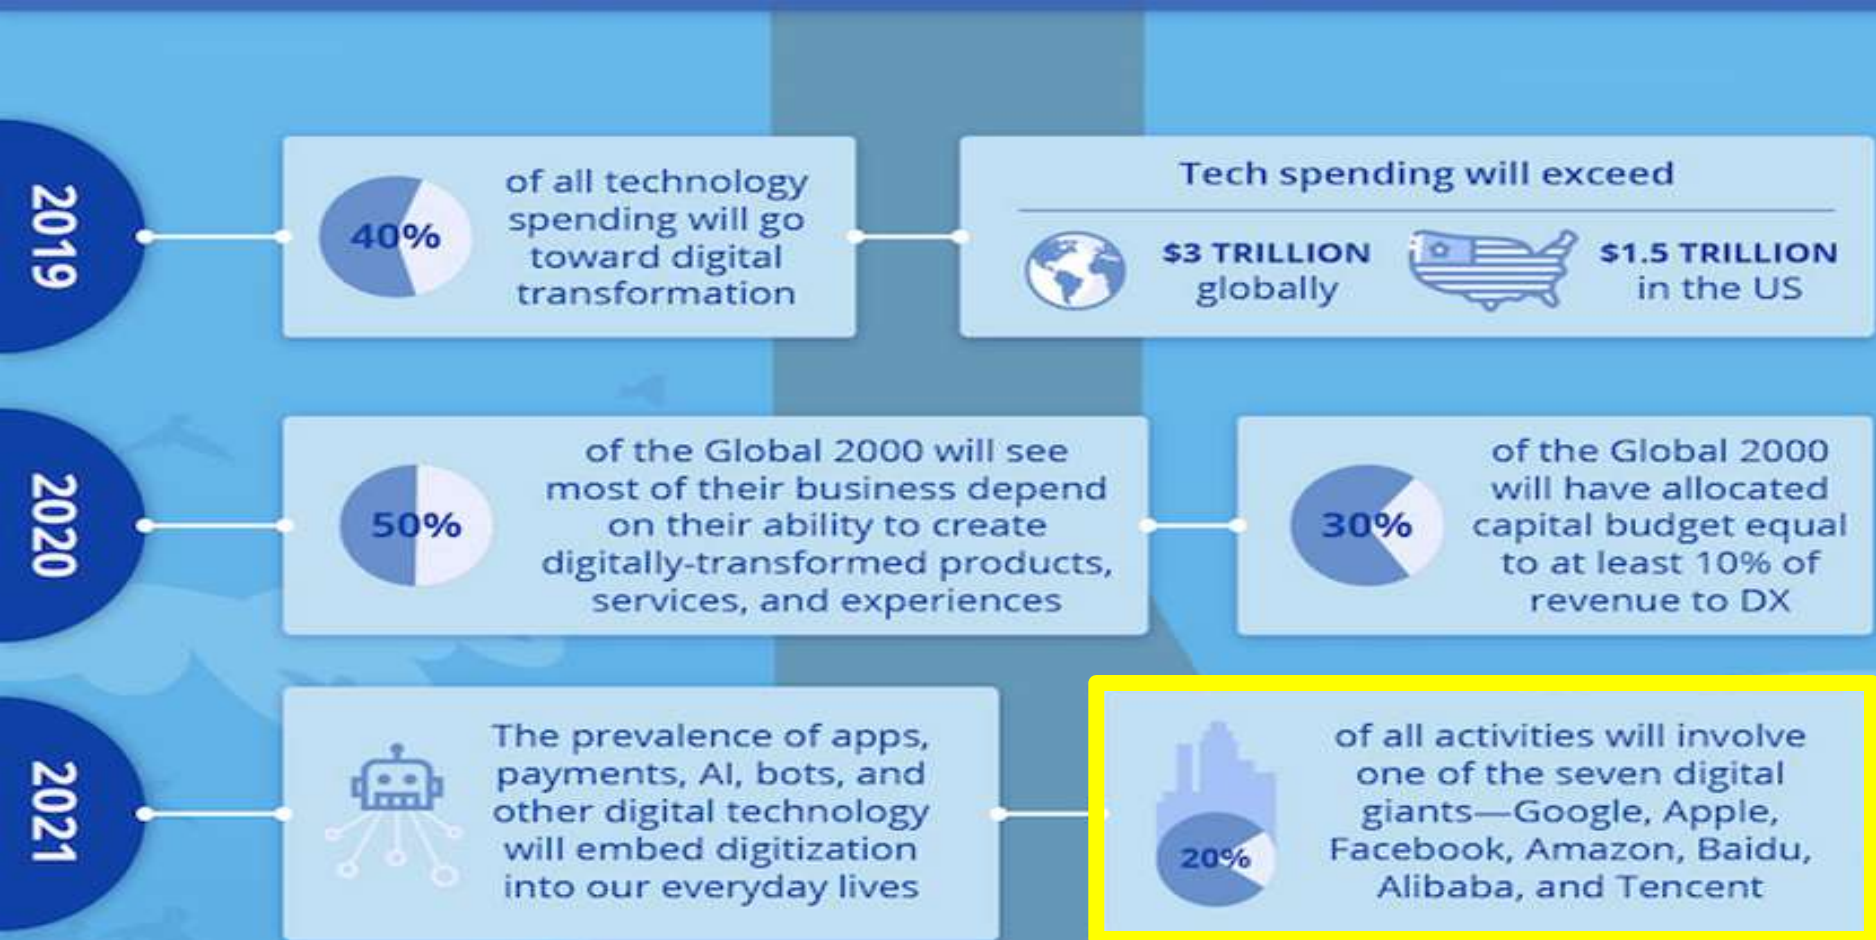 2019
40%
of all technology
spending will go
toward digital
transformation
Tech spending will exceed
$3 TRILLION
globally
$1.5 TRILLION
in the US
2020
50%
of the Global 2000 will see
most of their business depend
on their ability to create
digitally-transformed products,
services, and experiences
30%
of the Global 2000
will have allocated
capital budget equal
to at least 10% of
revenue to DX
2021
The prevalence of apps,
payments, AI, bots, and
other digital technology
will embed digitization
into our everyday lives
20%
of all activities will involve
one of the seven digital
giants—Google, Apple,
Facebook, Amazon, Baidu,
Alibaba, and Tencent